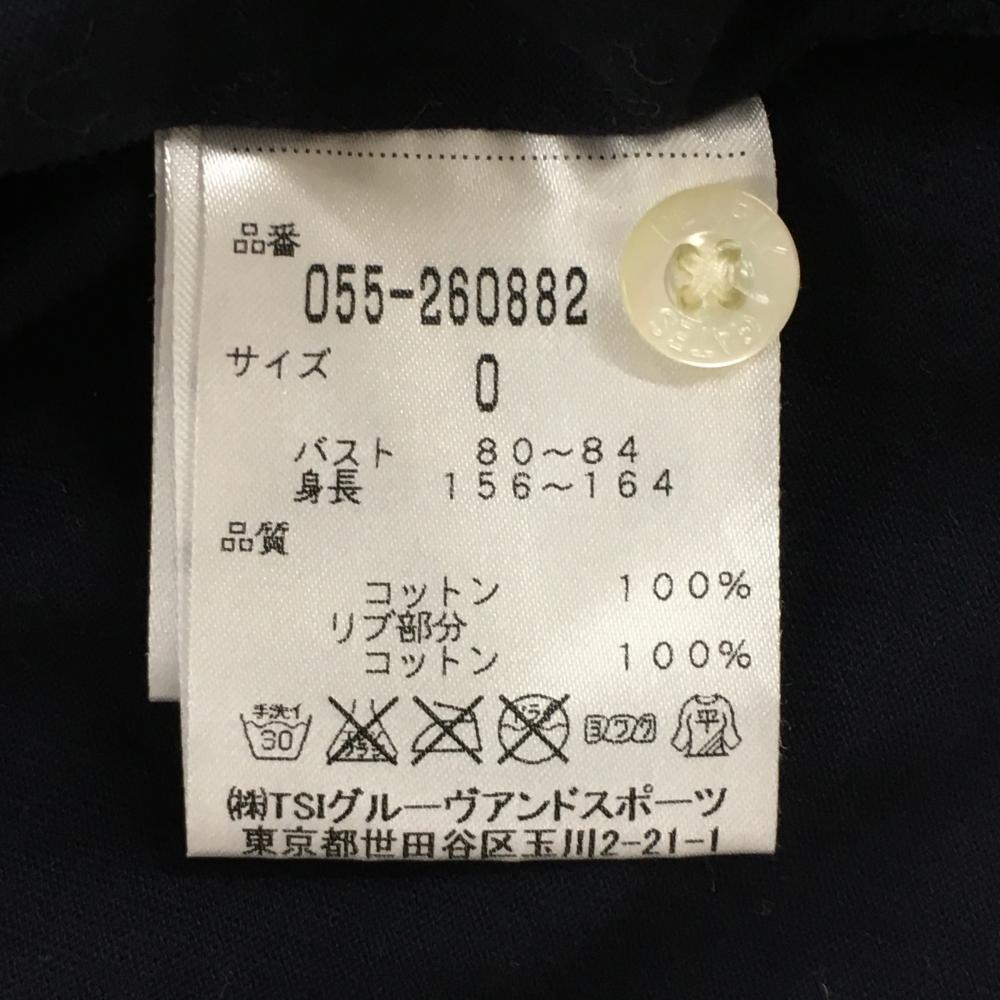 品番
055-260882
サイズ
0
バスト 80~84
身長 156~164
品質
コットン 100%
リブ部分
コットン 100%
手洗イ
30
ヨワク
平
㈱TSIグルーヴアンドスポーツ
東京都世田谷区玉川2-21-1